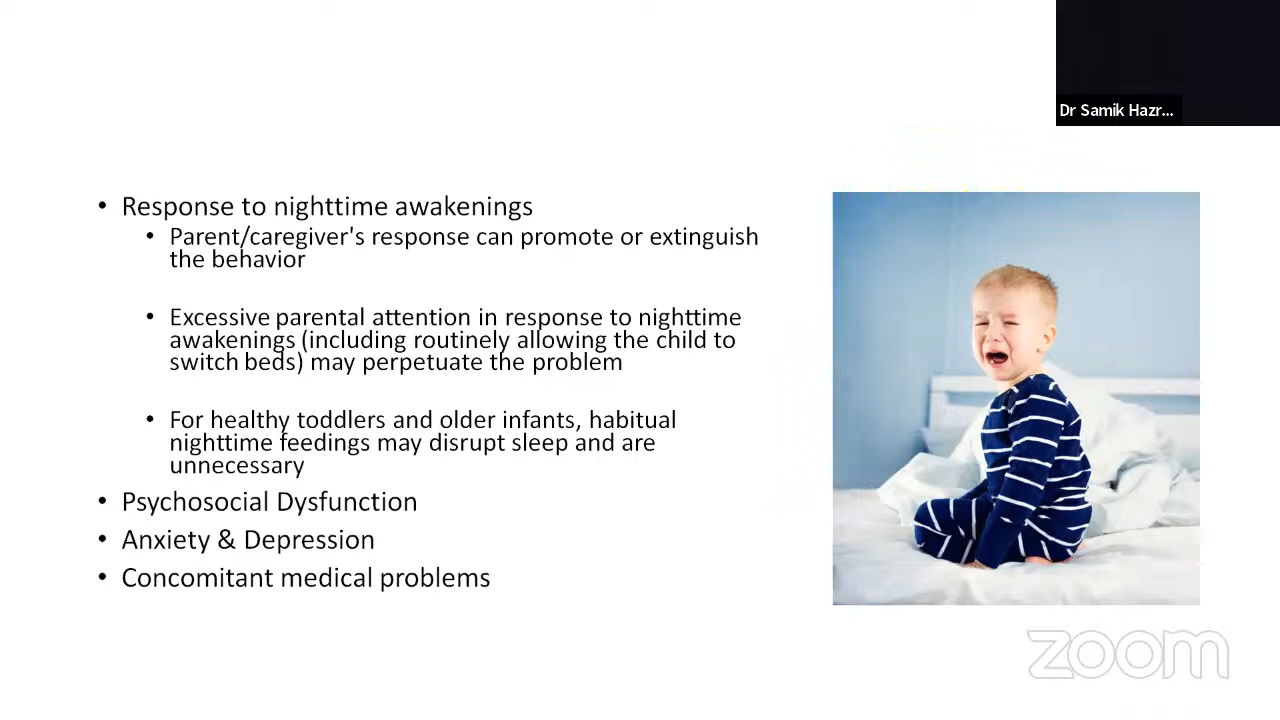 Dr Samik Hazr...
• Response to nighttime awakenings
• Parent/caregiver's response can promote or extinguish
the behavior
• Excessive parental attention in response to nighttime
awakenings (including routinely allowing the child to
switch beds) may perpetuate the problem
• For healthy toddlers and older infants, habitual
nighttime feedings may disrupt sleep and are
unnecessary
• Psychosocial Dysfunction
• Anxiety & Depression
• Concomitant medical problems
zoom